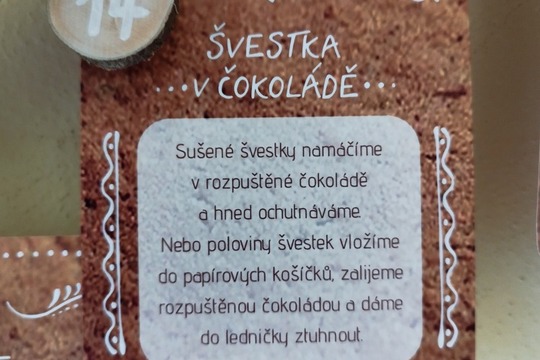 14
ŠVESTKA
...V ČOKOLÁDĚ...
Sušené švestky namáčíme
v rozpuštěné čokoládě
a hned ochutnáváme.
Nebo poloviny švestek vložíme
do papírových košíčků, zalijeme
rozpuštěnou čokoládou a dáme
do ledničky ztuhnout.